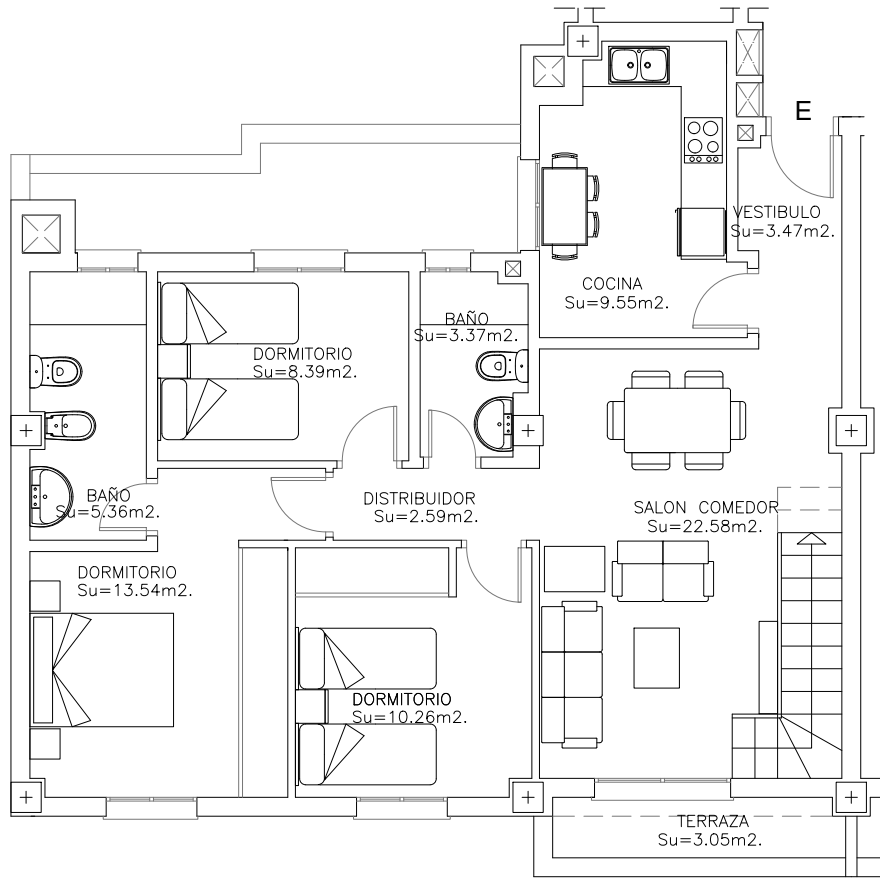 E
VESTIBULO
Su=3.47m2.
COCINA
Su=9.55m2.
BAÑO
Su=3.37m2.
DORMITORIO
Su=8.39m2.
BAÑO
Su=5.36m2.
DISTRIBUIDOR
Su=2.59m2.
SALON COMEDOR
Su=22.58m2.
DORMITORIO
Su=13.54m2.
DORMITORIO
Su=10.26m2.
TERRAZA
Su=3.05m2.